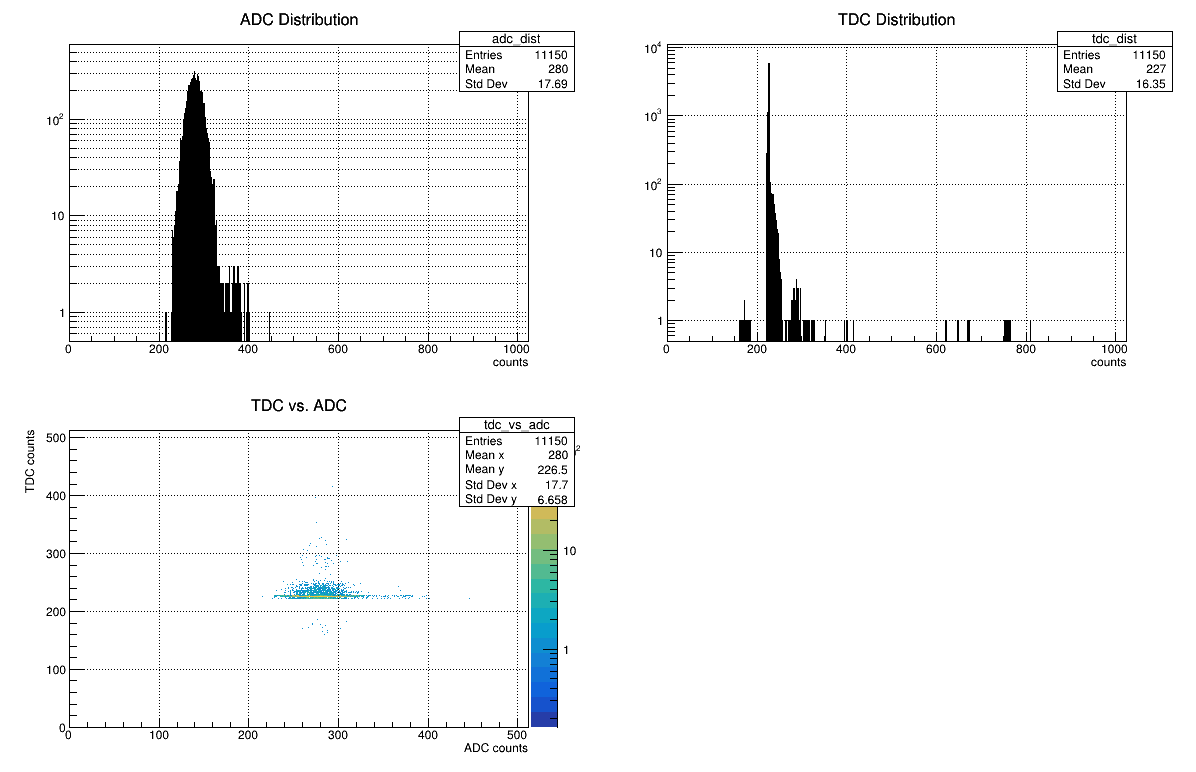 ADC Distribution
adc_dist
Entries 11150
Mean 280
Std Dev 17.69
10²
10
1
0 200 400 600 800 1000
counts
TDC Distribution
tdc_dist
Entries 11150
Mean 227
Std Dev 16.35
10⁴
10³
10²
10
1
0 200 400 600 800 1000
counts
TDC vs. ADC
tdc_vs_adc
Entries 11150
Mean x 280
Mean y 226.5
Std Dev x 17.7
Std Dev y 6.658
TDC counts
500
400
300
200
100
0
0 100 200 300 400 500
ADC counts
10
1